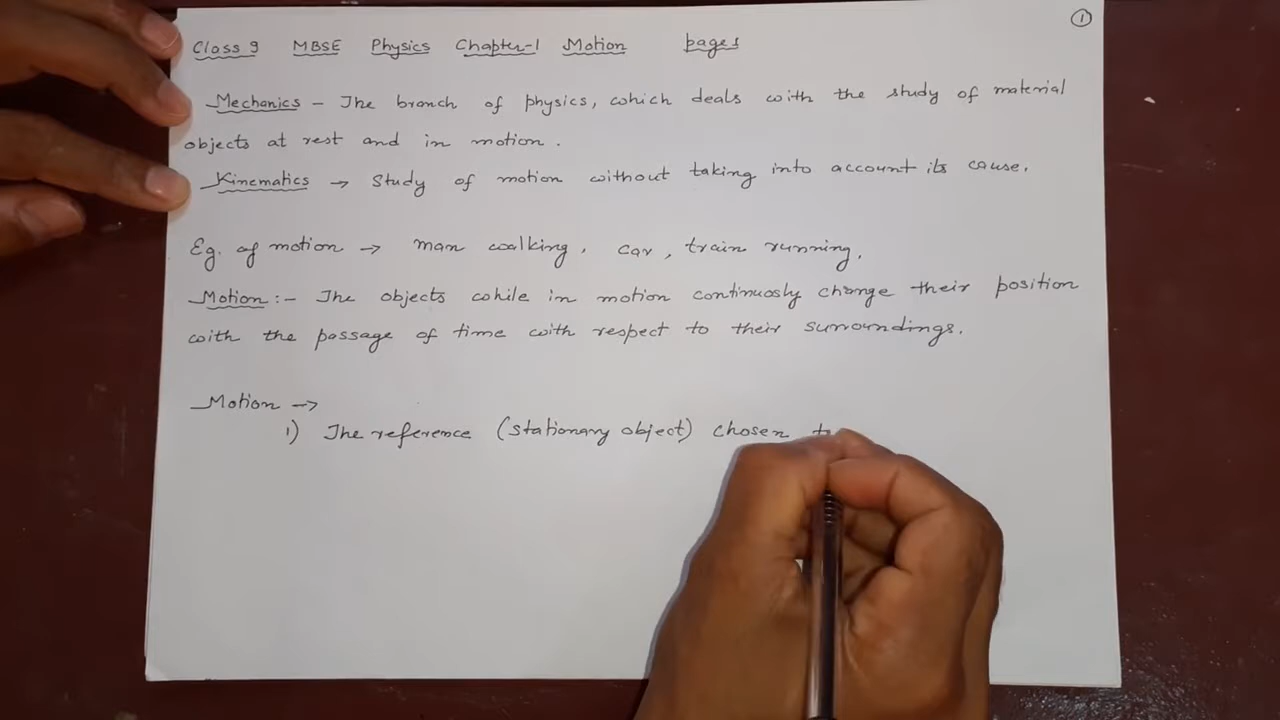 ①
Class 9 MBSE Physics Chapter-1 Motion pages
Mechanics - The branch of physics, which deals with the study of material
objects at rest and in motion.
Kinematics → Study of motion without taking into account its cause.
Eg. of motion → man walking, car, train running.
Motion :- The objects while in motion continuosly change their position
with the passage of time with respect to their surroundings.
Motion →
1) The reference (stationary object) chosen